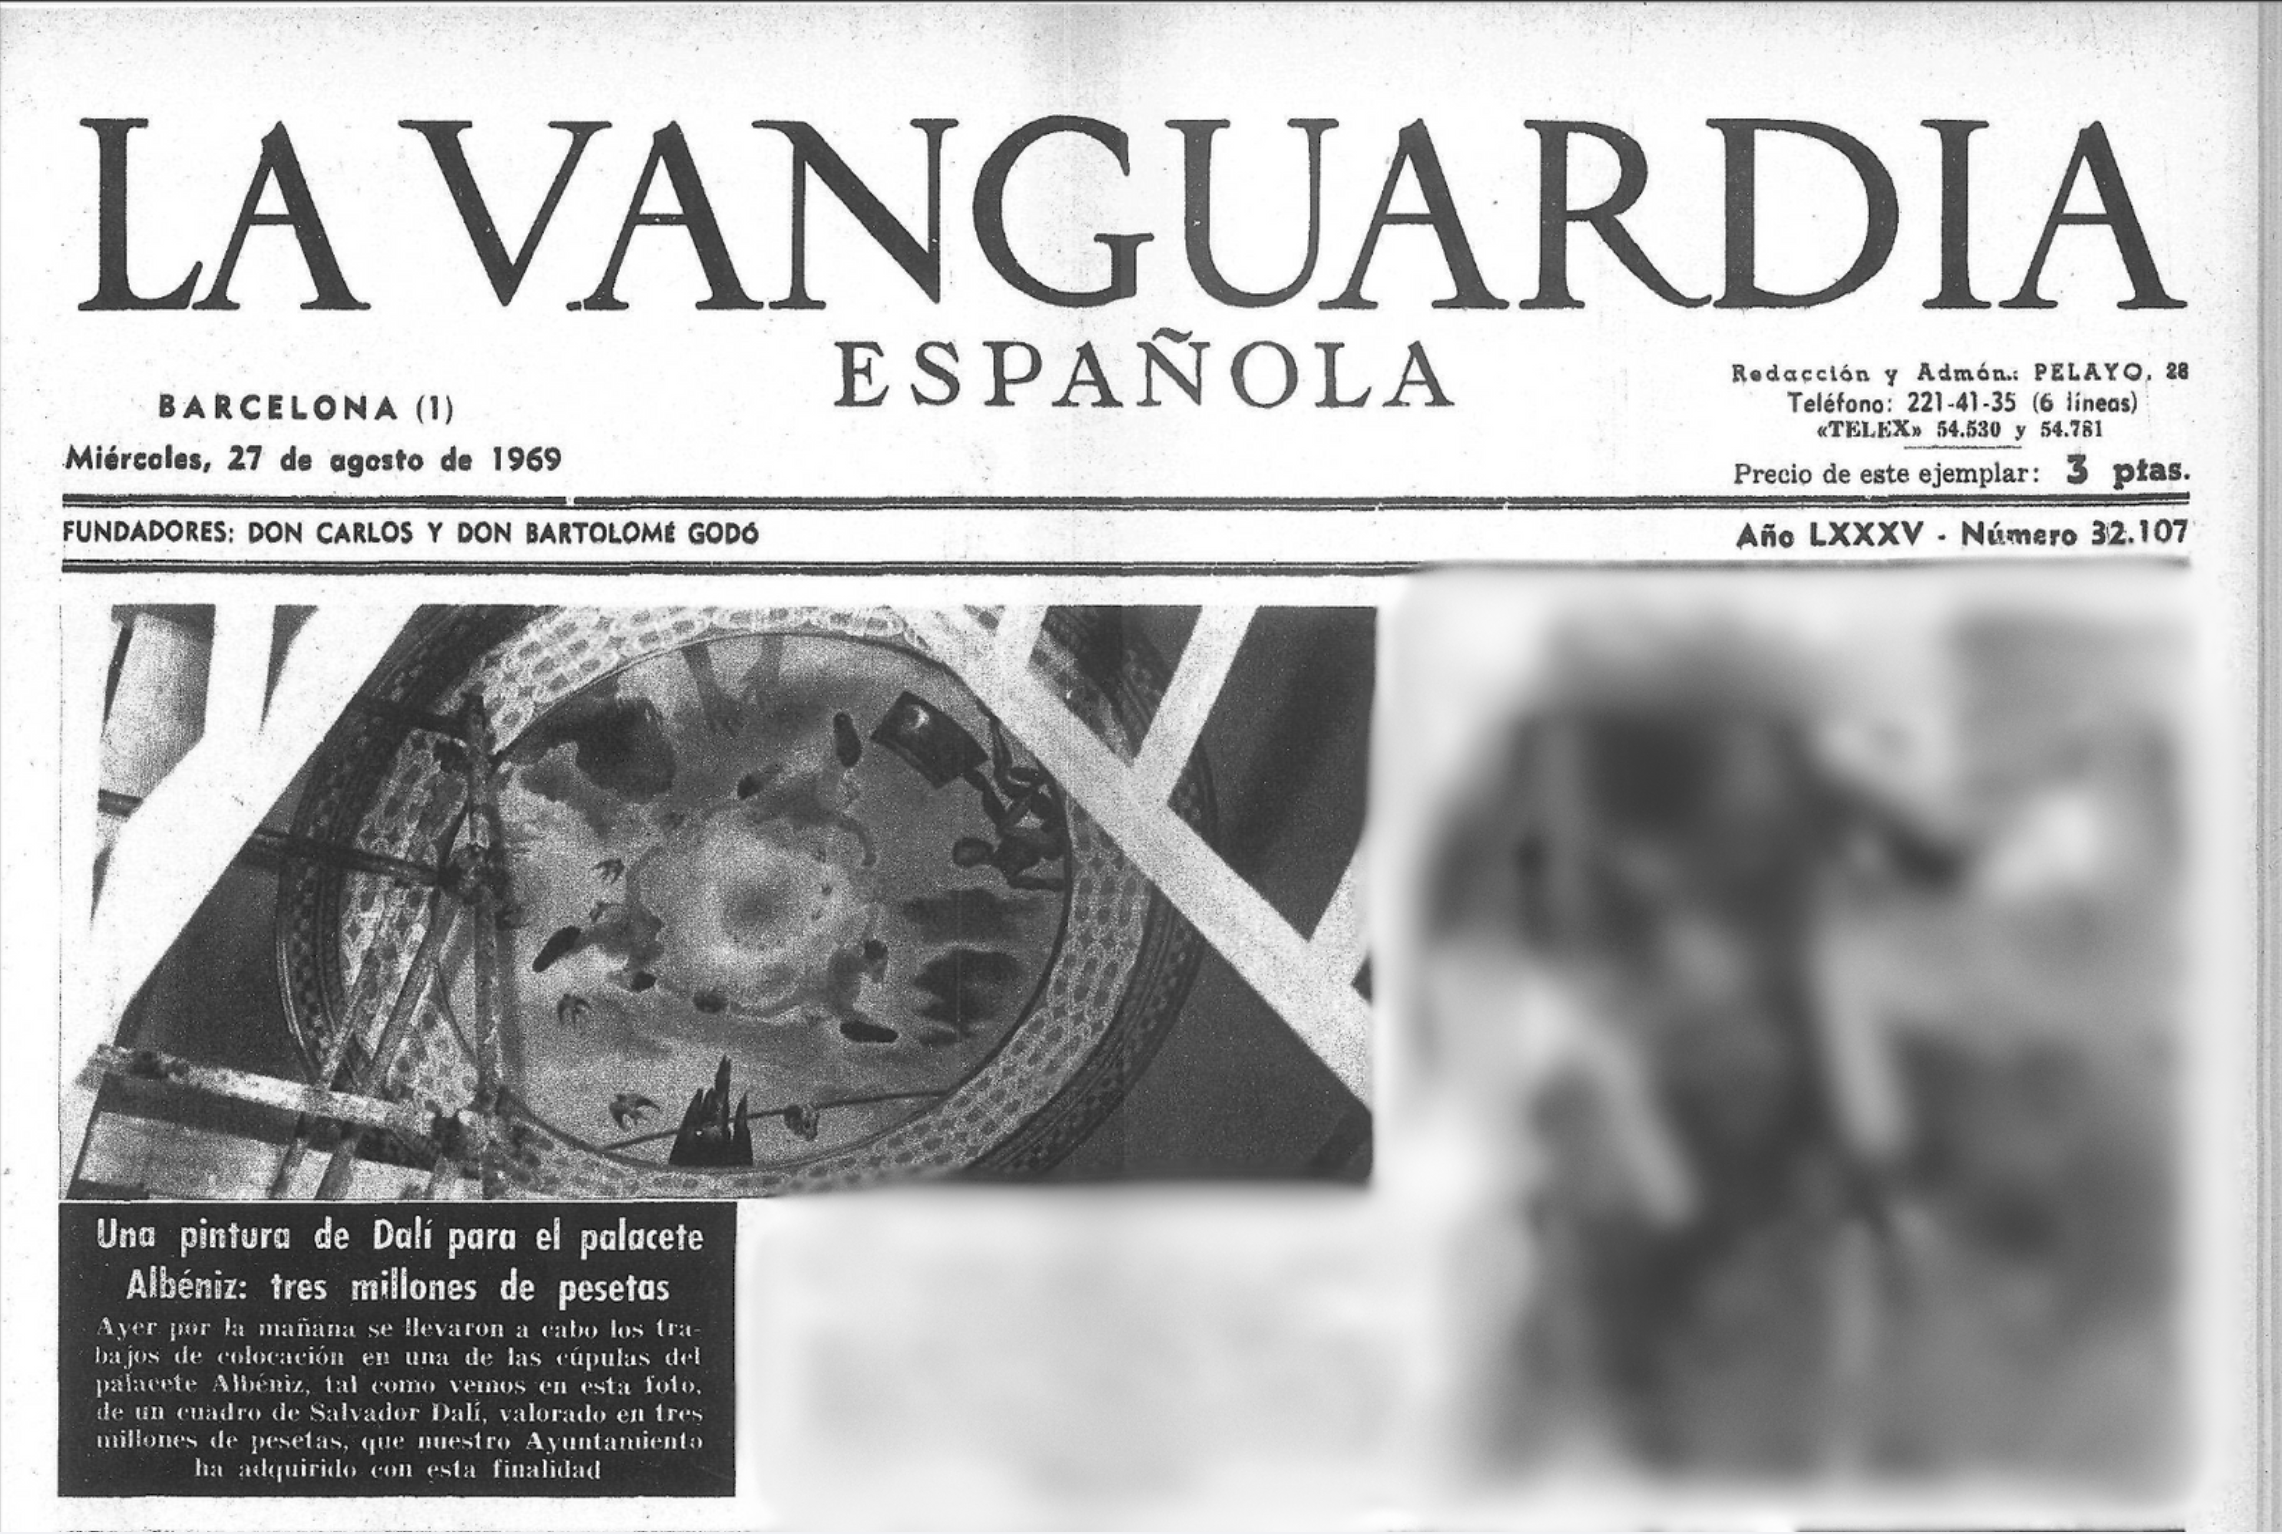 LA VANGUARDIA
ESPAÑOLA
BARCELONA (1)
Miércoles, 27 de agosto de 1969
Redacción y Admón.: PELAYO, 28
Teléfono: 221-41-35 (6 líneas)
«TELEX» 54.530 y 54.781
Precio de este ejemplar: 3 ptas.
FUNDADORES: DON CARLOS Y DON BARTOLOMÉ GODÓ
Año LXXXV - Número 32.107
Una pintura de Dalí para el palacete
Albéniz: tres millones de pesetas
Ayer por la mañana se llevaron a cabo los tra-
bajos de colocación en una de las cúpulas del
palacete Albéniz, tal como vemos en esta foto,
de un cuadro de Salvador Dalí, valorado en tres
millones de pesetas, que nuestro Ayuntamiento
ha adquirido con esta finalidad